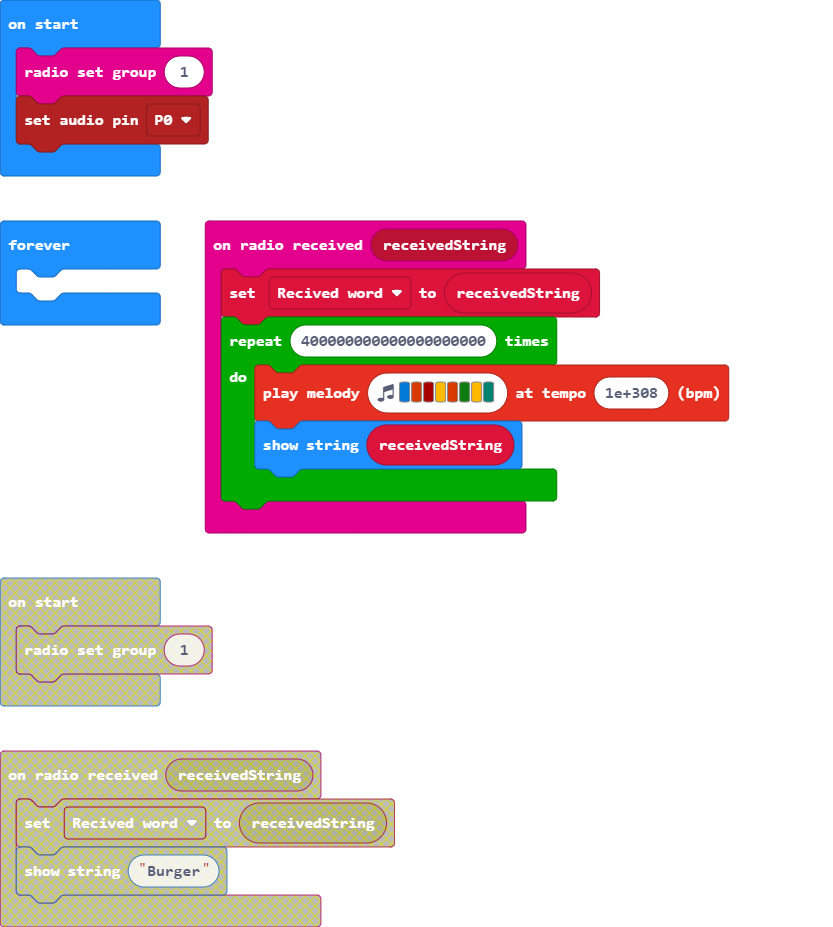 on start
radio set group 1
set audio pin P0
forever
on radio received receivedString
set Recived word to receivedString
repeat 400000000000000000000 times
do
play melody at tempo 1e+308 (bpm)
show string receivedString
on start
radio set group 1
on radio received receivedString
set Recived word to receivedString
show string "Burger"